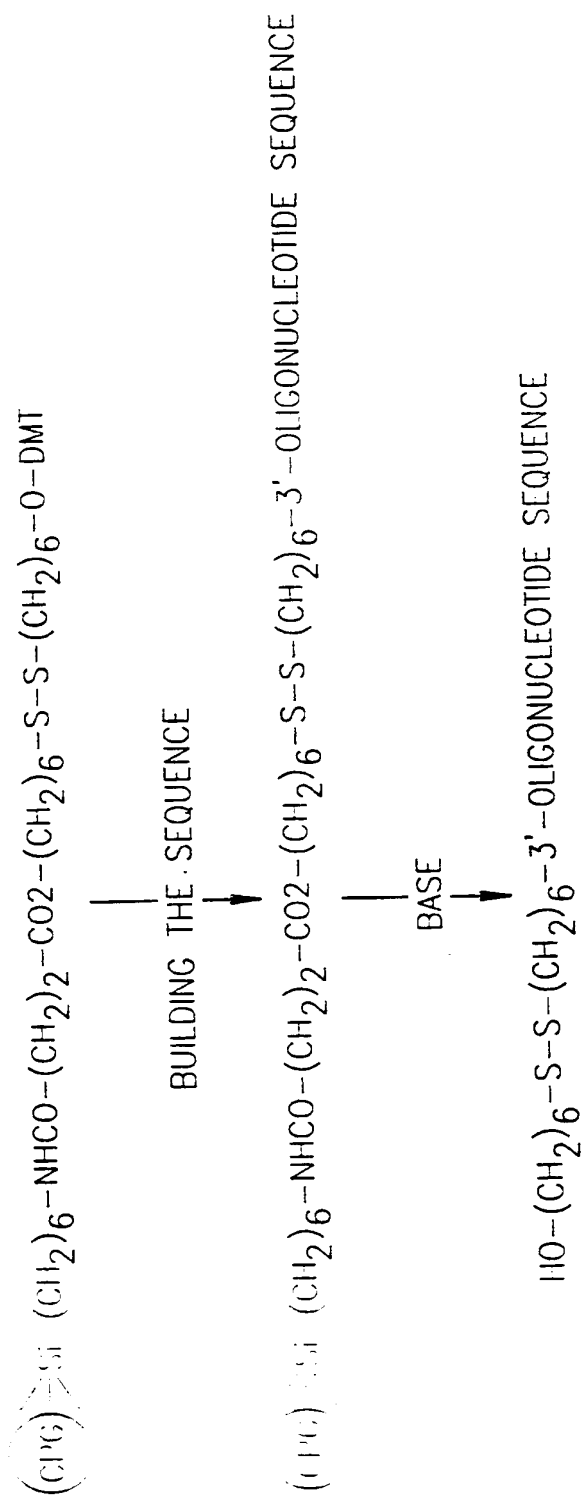 (CPG) Si (CH2)6-NHCO-(CH2)2-CO2-(CH2)6-S-S-(CH2)6-O-DMT
BUILDING THE SEQUENCE
(CPG) Si (CH2)6-NHCO-(CH2)2-CO2-(CH2)6-S-S-(CH2)6-3'-OLIGONUCLEOTIDE SEQUENCE
BASE
HO-(CH2)6-S-S-(CH2)6-3'-OLIGONUCLEOTIDE SEQUENCE